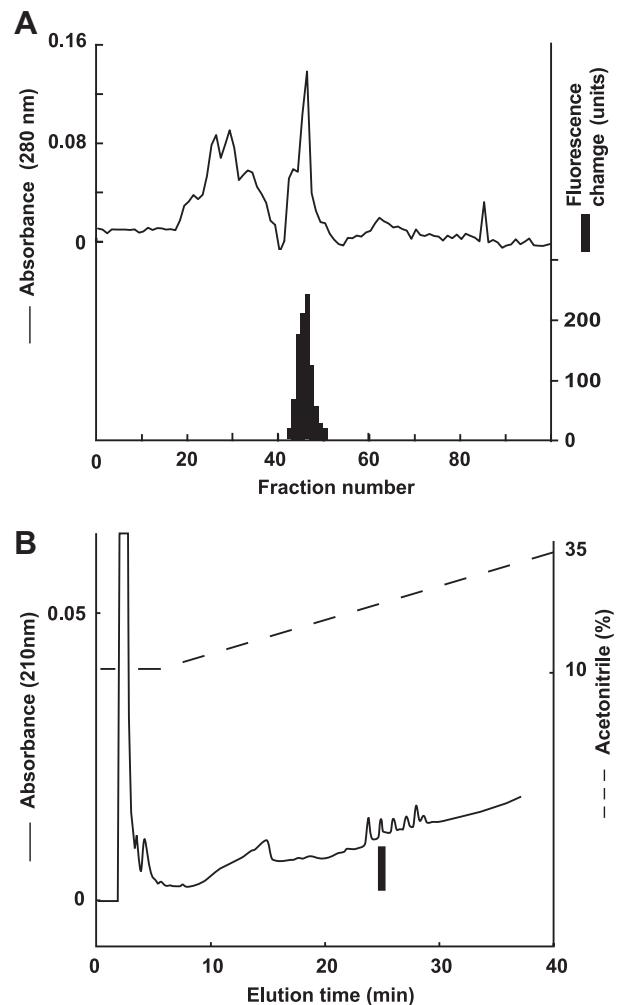 A
0.16
0.08
0
Absorbance (280 nm)
Fluorescence
chamge (units)
200
100
0
0 20 40 60 80
Fraction number
B
0.05
0
Absorbance (210nm)
35
10
Acetonitrile (%)
0 10 20 30 40
Elution time (min)